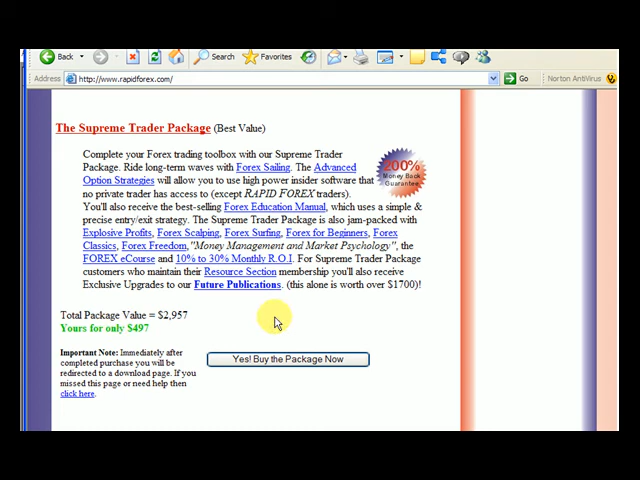 Back
Search
Favorites
Address
http://www.rapidforex.com/
Go
Norton AntiVirus
The Supreme Trader Package (Best Value)
Complete your Forex trading toolbox with our Supreme Trader
Package. Ride long-term waves with Forex Sailing. The Advanced
Option Strategies will allow you to use high power insider software that
no private trader has access to (except RAPID FOREX traders).
200%
Money Back
Guarantee
You'll also receive the best-selling Forex Education Manual, which uses a simple &
precise entry/exit strategy. The Supreme Trader Package is also jam-packed with
Explosive Profits, Forex Scalping, Forex Surfing, Forex for Beginners, Forex
Classics, Forex Freedom,"Money Management and Market Psychology", the
FOREX eCourse and 10% to 30% Monthly R.O.I. For Supreme Trader Package
customers who maintain their Resource Section membership you'll also receive
Exclusive Upgrades to our Future Publications. (this alone is worth over $1700)!
Total Package Value = $2,957
Yours for only $497
Important Note: Immediately after
completed purchase you will be
redirected to a download page. If you
missed this page or need help then
click here.
Yes! Buy the Package Now